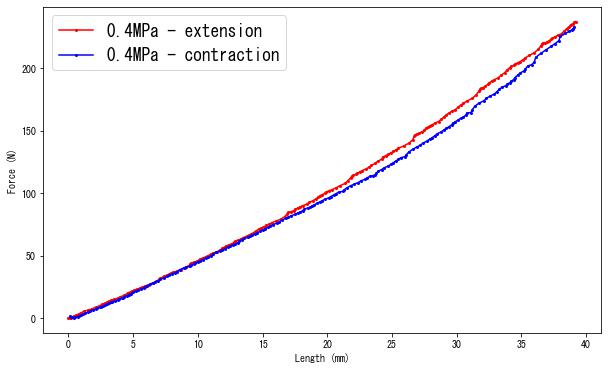 0.4MPa - extension
0.4MPa - contraction
200
150
100
50
0
Force (N)
0 5 10 15 20 25 30 35 40
Length (mm)